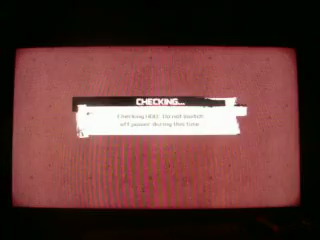 CHECKING...
Checking HDD. Do not switch
off power during this time